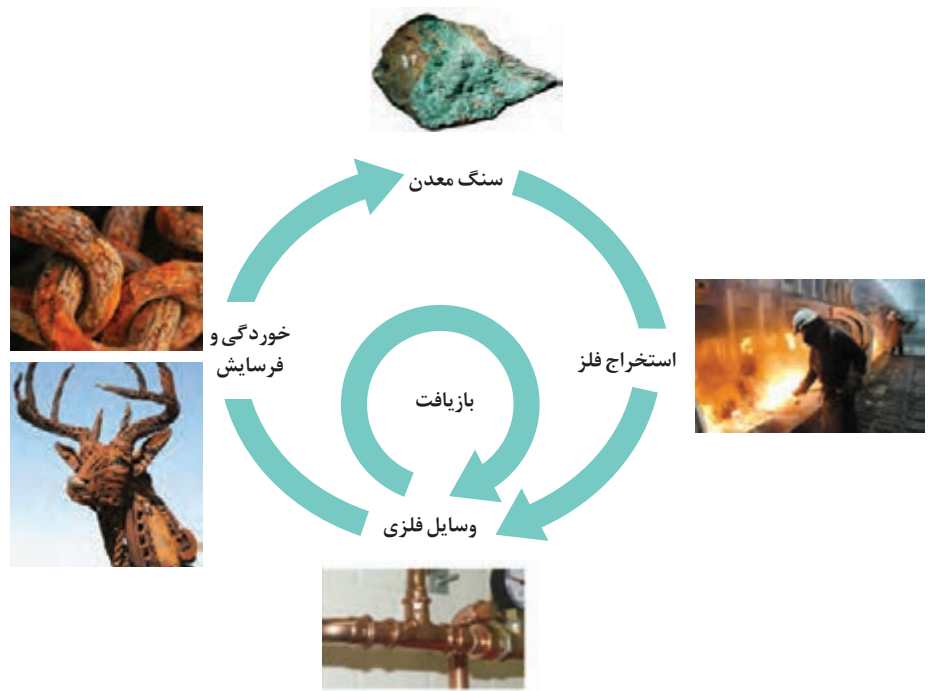 سنگ معدن
استخراج فلز
خوردگی و
فرسایش
بازیافت
وسایل فلزی